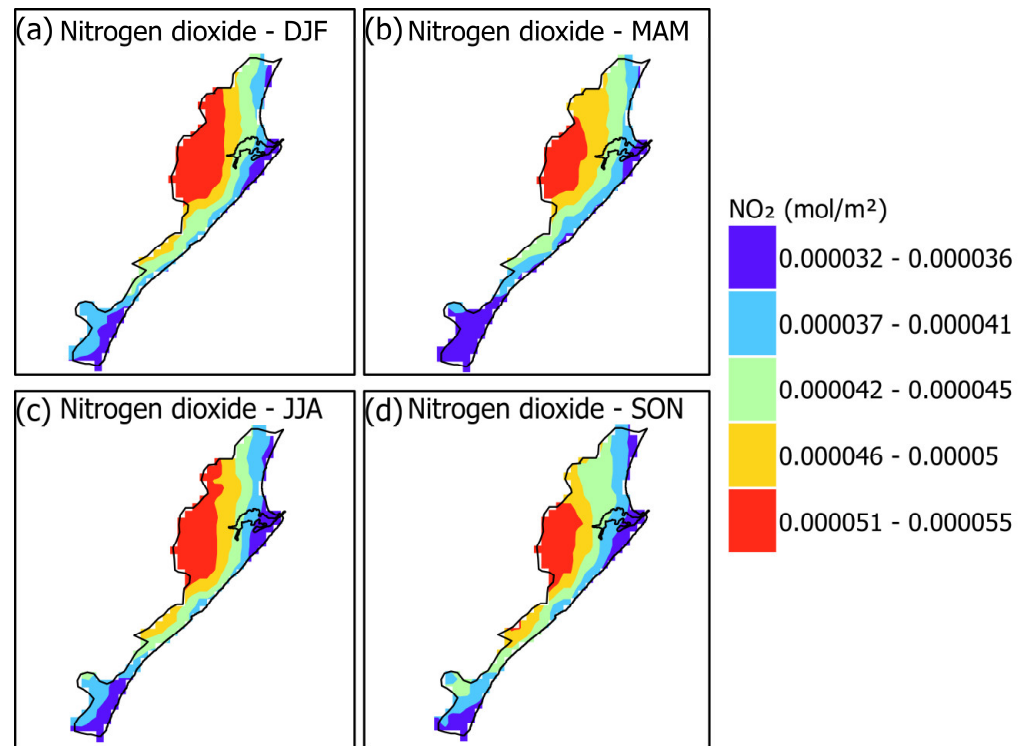 (a) Nitrogen dioxide - DJF
(b) Nitrogen dioxide - MAM
(c) Nitrogen dioxide - JJA
(d) Nitrogen dioxide - SON
NO₂ (mol/m²)
0.000032 - 0.000036
0.000037 - 0.000041
0.000042 - 0.000045
0.000046 - 0.00005
0.000051 - 0.000055